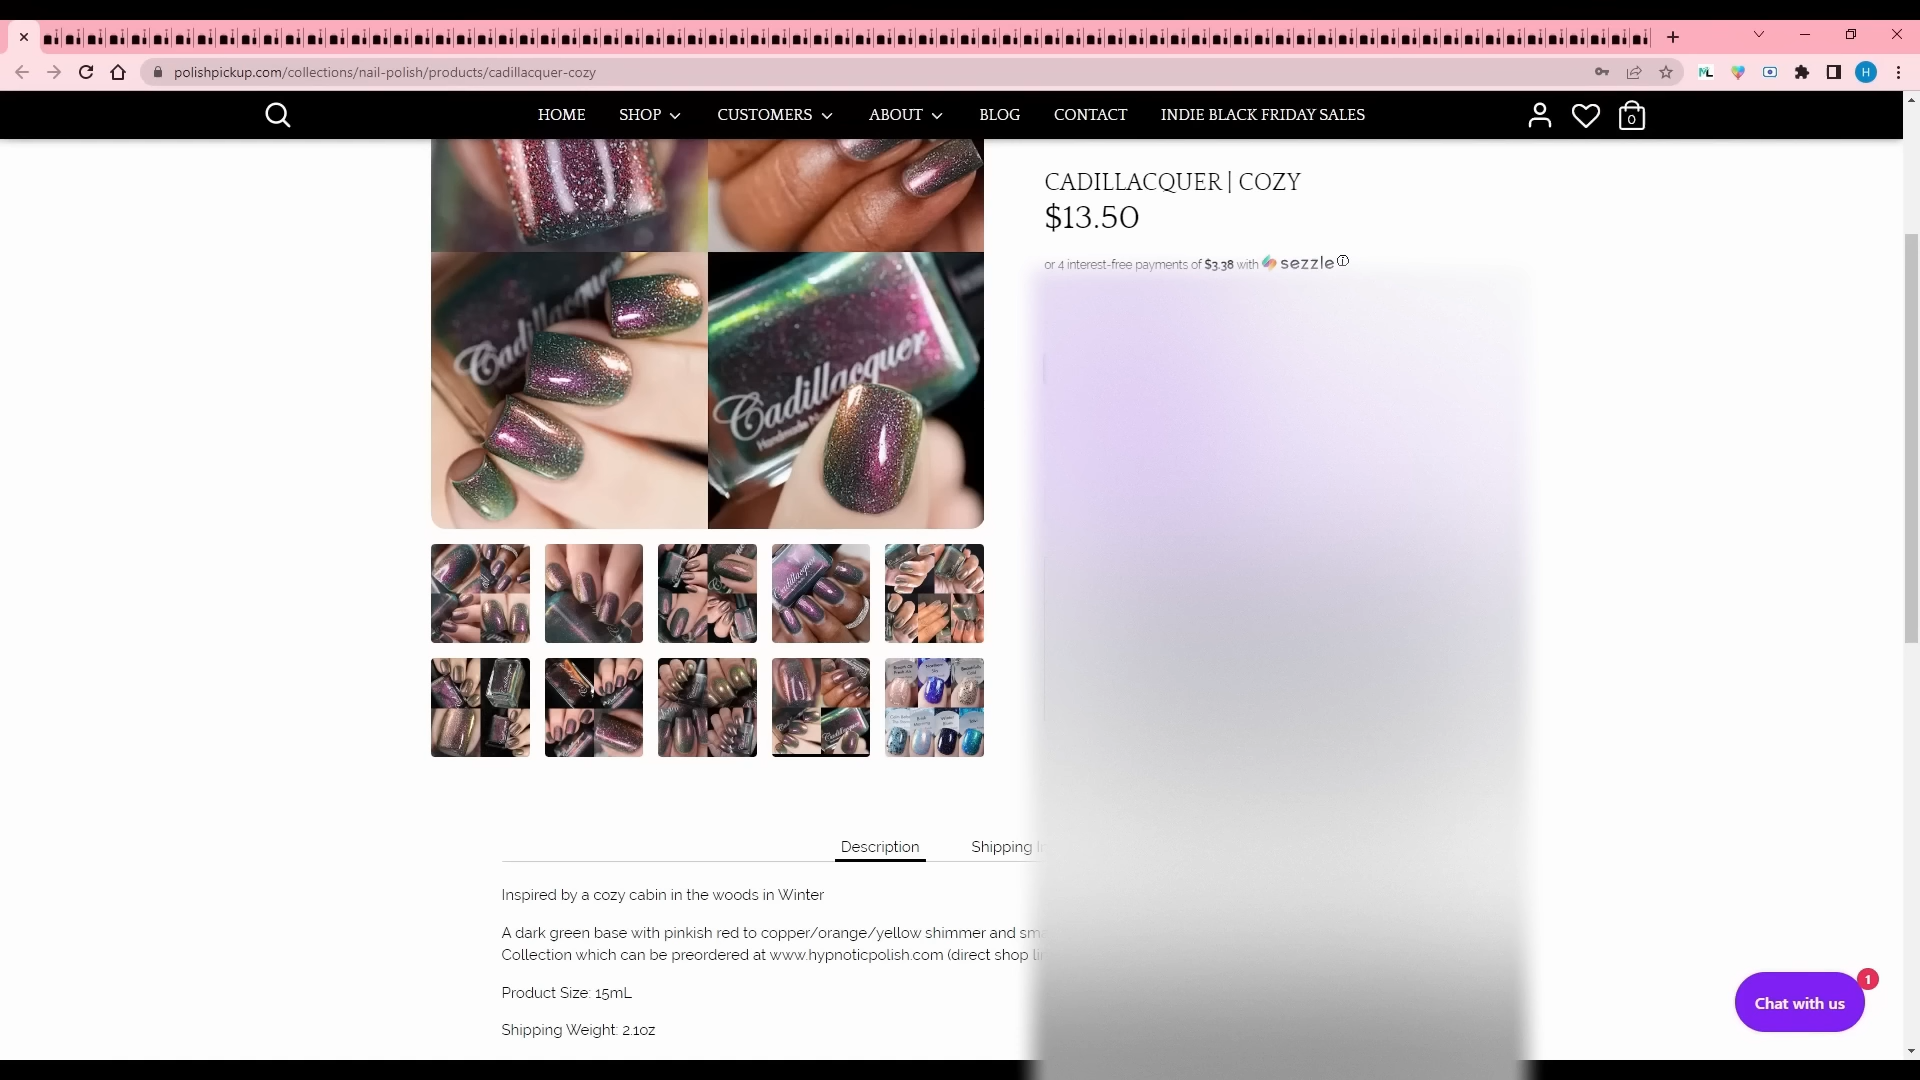 polishpickup.com/collections/nail-polish/products/cadillacquer-cozy
H
HOME SHOP CUSTOMERS ABOUT BLOG CONTACT INDIE BLACK FRIDAY SALES
0
CADILLACQUER | COZY
$13.50
or 4 interest-free payments of $3.38 with sezzle
Cadillacquer
Cadillacquer
Description Shipping
Inspired by a cozy cabin in the woods in Winter
A dark green base with pinkish red to copper/orange/yellow shimmer and
Collection which can be preordered at www.hypnoticpolish.com (direct shop
Product Size: 15mL
Shipping Weight: 2.1oz
1
Chat with us